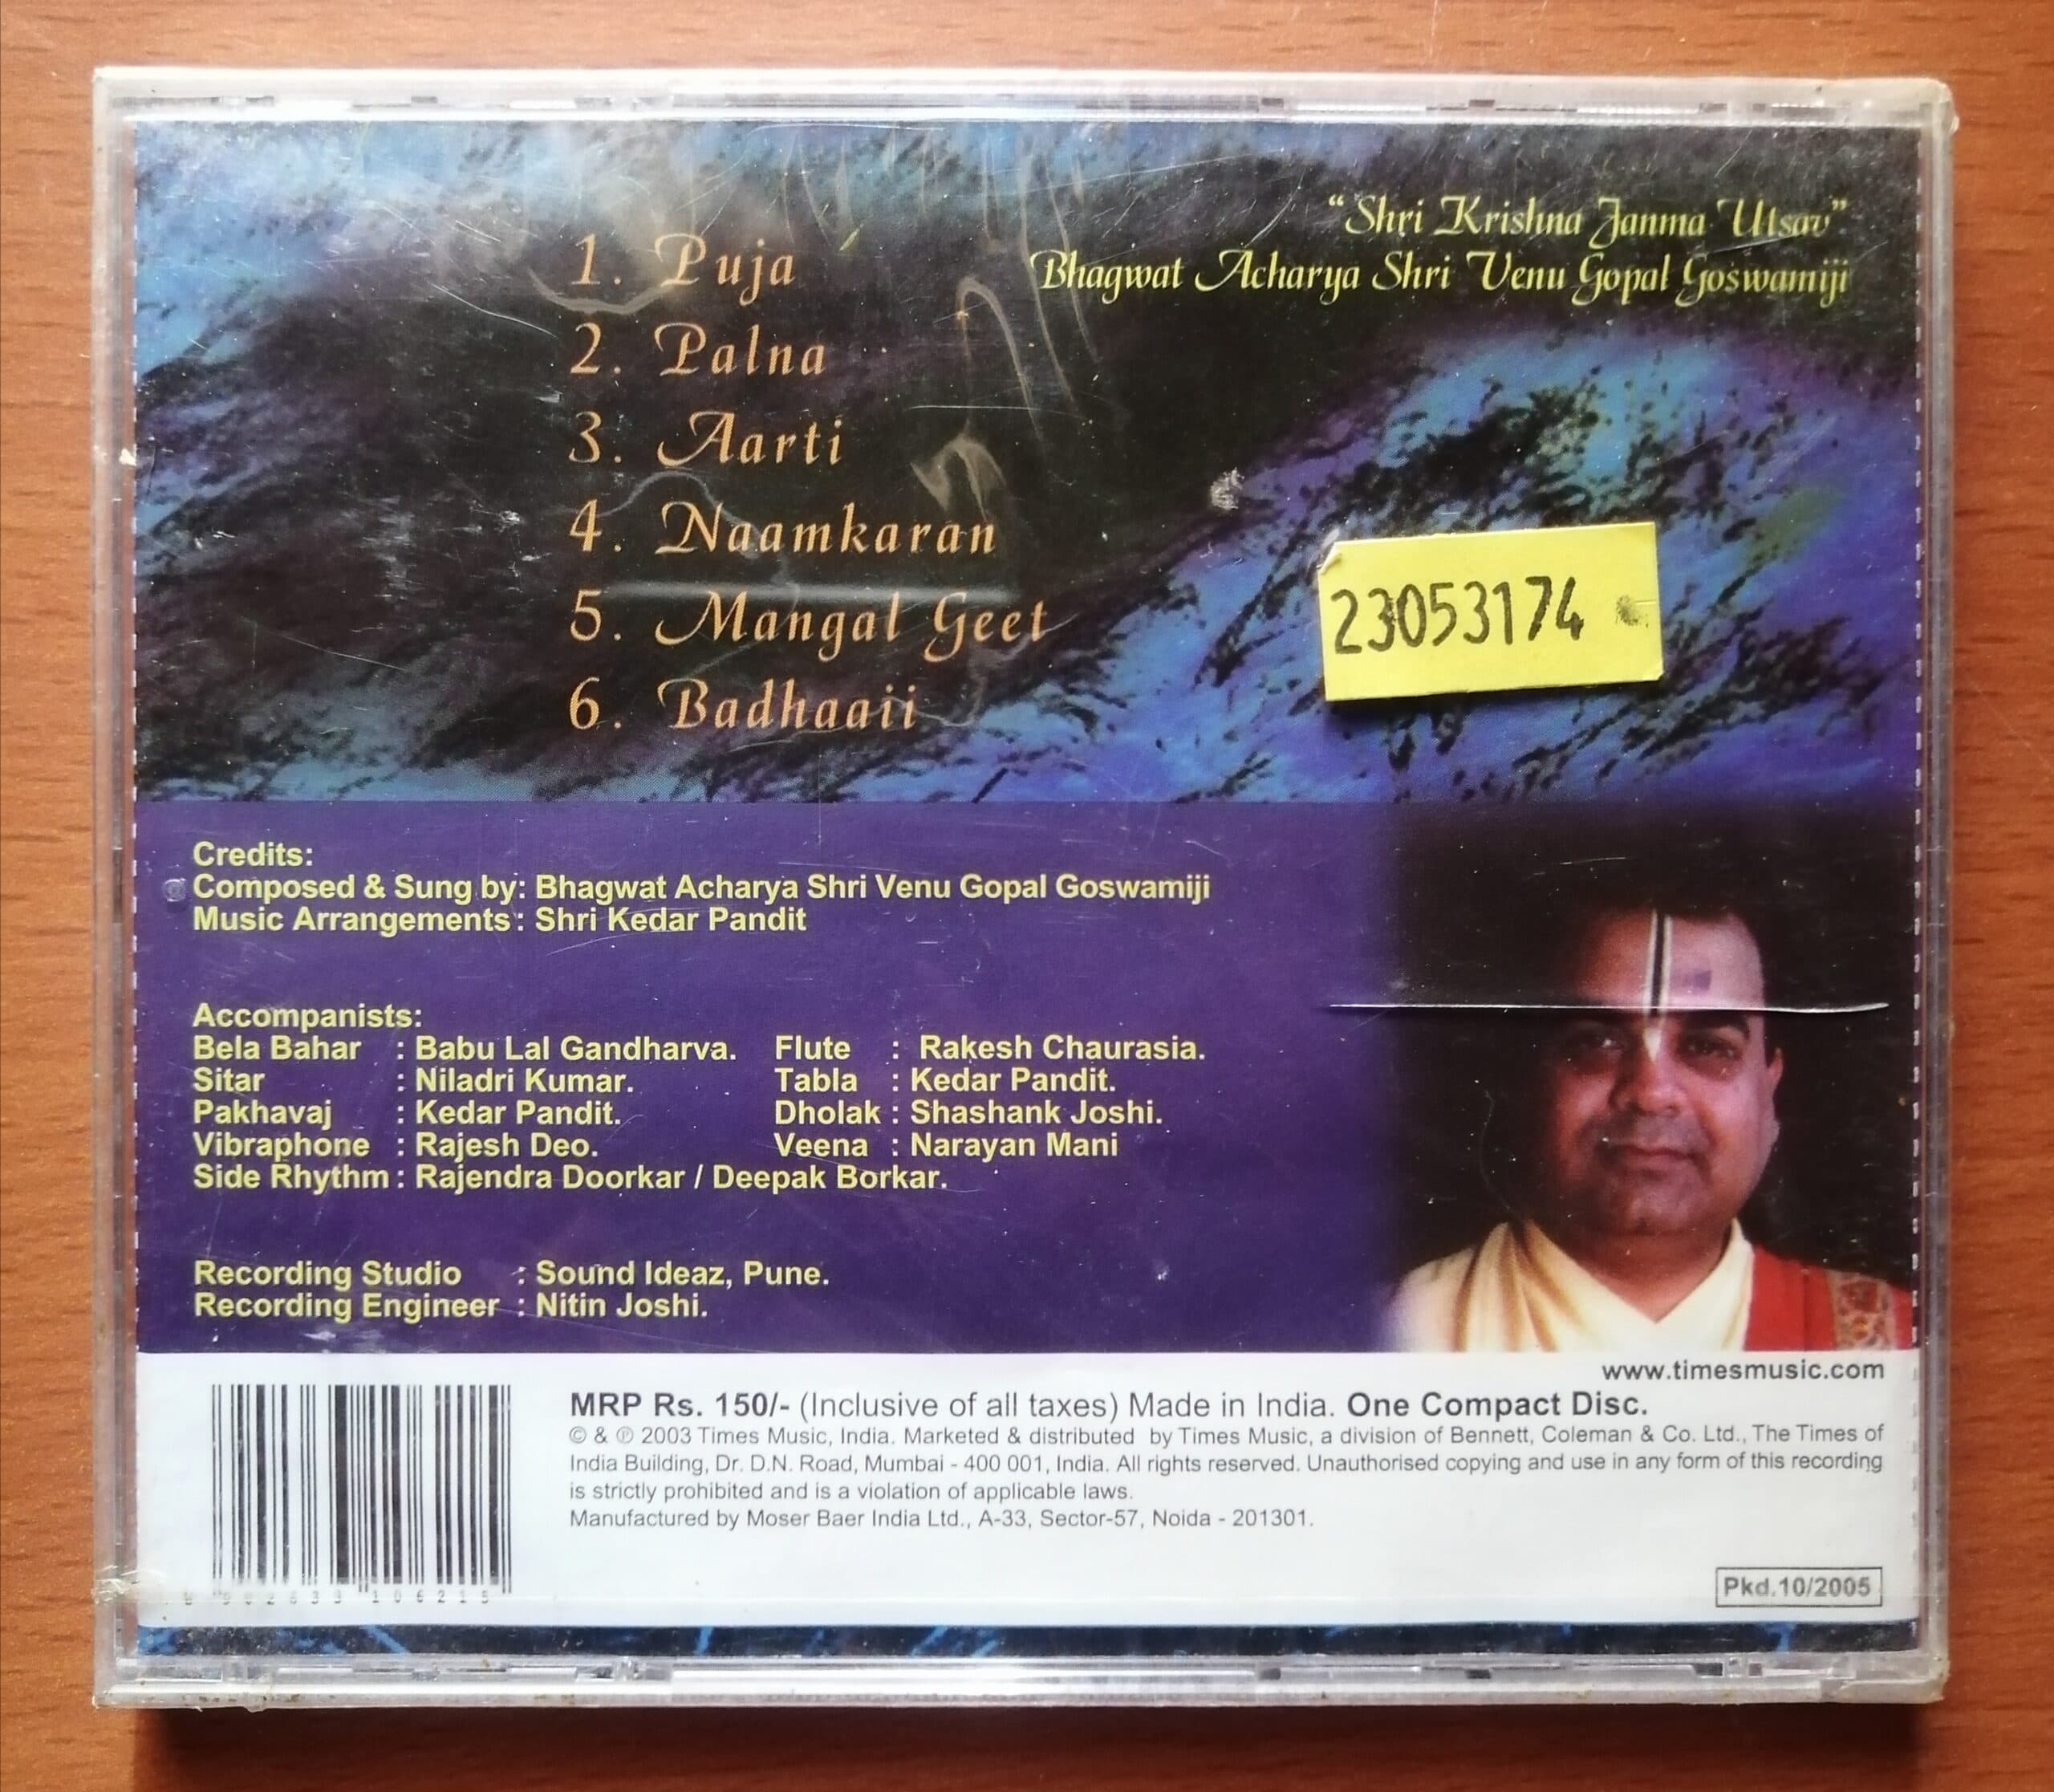 “Shri Krishna Janma Utsav”
Bhagwat Acharya Shri Venu Gopal Goswamiji
1. Puja
2. Palna
3. Aarti
4. Naamkaran
5. Mangal Geet
6. Badhaaii
23053174
Credits:
Composed & Sung by: Bhagwat Acharya Shri Venu Gopal Goswamiji
Music Arrangements: Shri Kedar Pandit
Accompanists:
Bela Bahar : Babu Lal Gandharva. Flute : Rakesh Chaurasia.
Sitar : Niladri Kumar. Tabla : Kedar Pandit.
Pakhavaj : Kedar Pandit. Dholak : Shashank Joshi.
Vibraphone : Rajesh Deo. Veena : Narayan Mani
Side Rhythm : Rajendra Doorkar / Deepak Borkar.
Recording Studio : Sound Ideaz, Pune.
Recording Engineer : Nitin Joshi.
www.timesmusic.com
MRP Rs. 150/- (Inclusive of all taxes) Made in India. One Compact Disc.
© & ℗ 2003 Times Music, India. Marketed & distributed by Times Music, a division of Bennett, Coleman & Co. Ltd., The Times of
India Building, Dr. D.N. Road, Mumbai - 400 001, India. All rights reserved. Unauthorised copying and use in any form of this recording
is strictly prohibited and is a violation of applicable laws.
Manufactured by Moser Baer India Ltd., A-33, Sector-57, Noida - 201301.
Pkd.10/2005